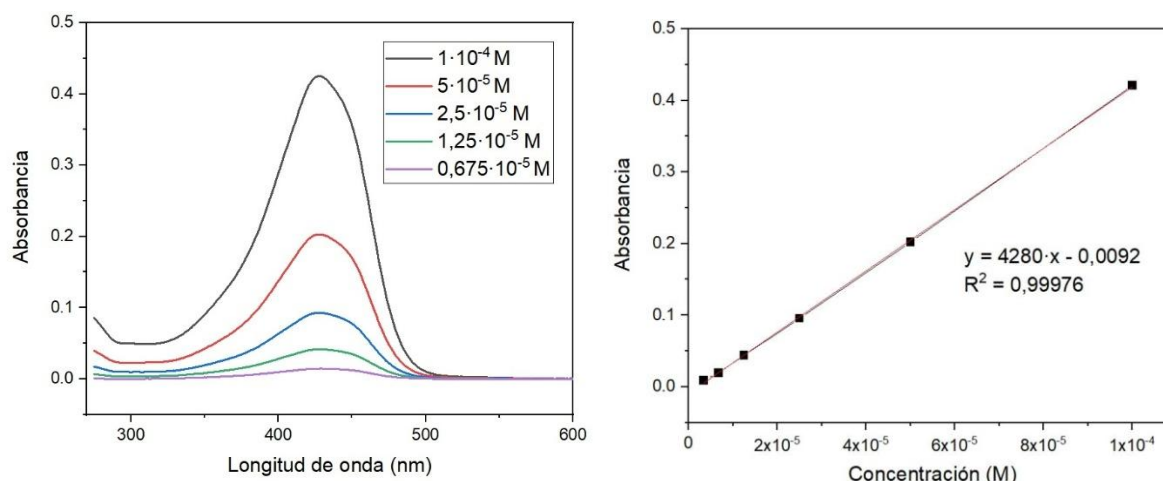 0.5
0.4
0.3
0.2
0.1
0.0
Absorbancia
300
400
500
600
Longitud de onda (nm)
1·10⁻⁴ M
5·10⁻⁵ M
2,5·10⁻⁵ M
1,25·10⁻⁵ M
0,675·10⁻⁵ M
0.5
0.4
0.3
0.2
0.1
0.0
Absorbancia
y = 4280·x - 0,0092
R² = 0,99976
0
2x10⁻⁵
4x10⁻⁵
6x10⁻⁵
8x10⁻⁵
1x10⁻⁴
Concentración (M)